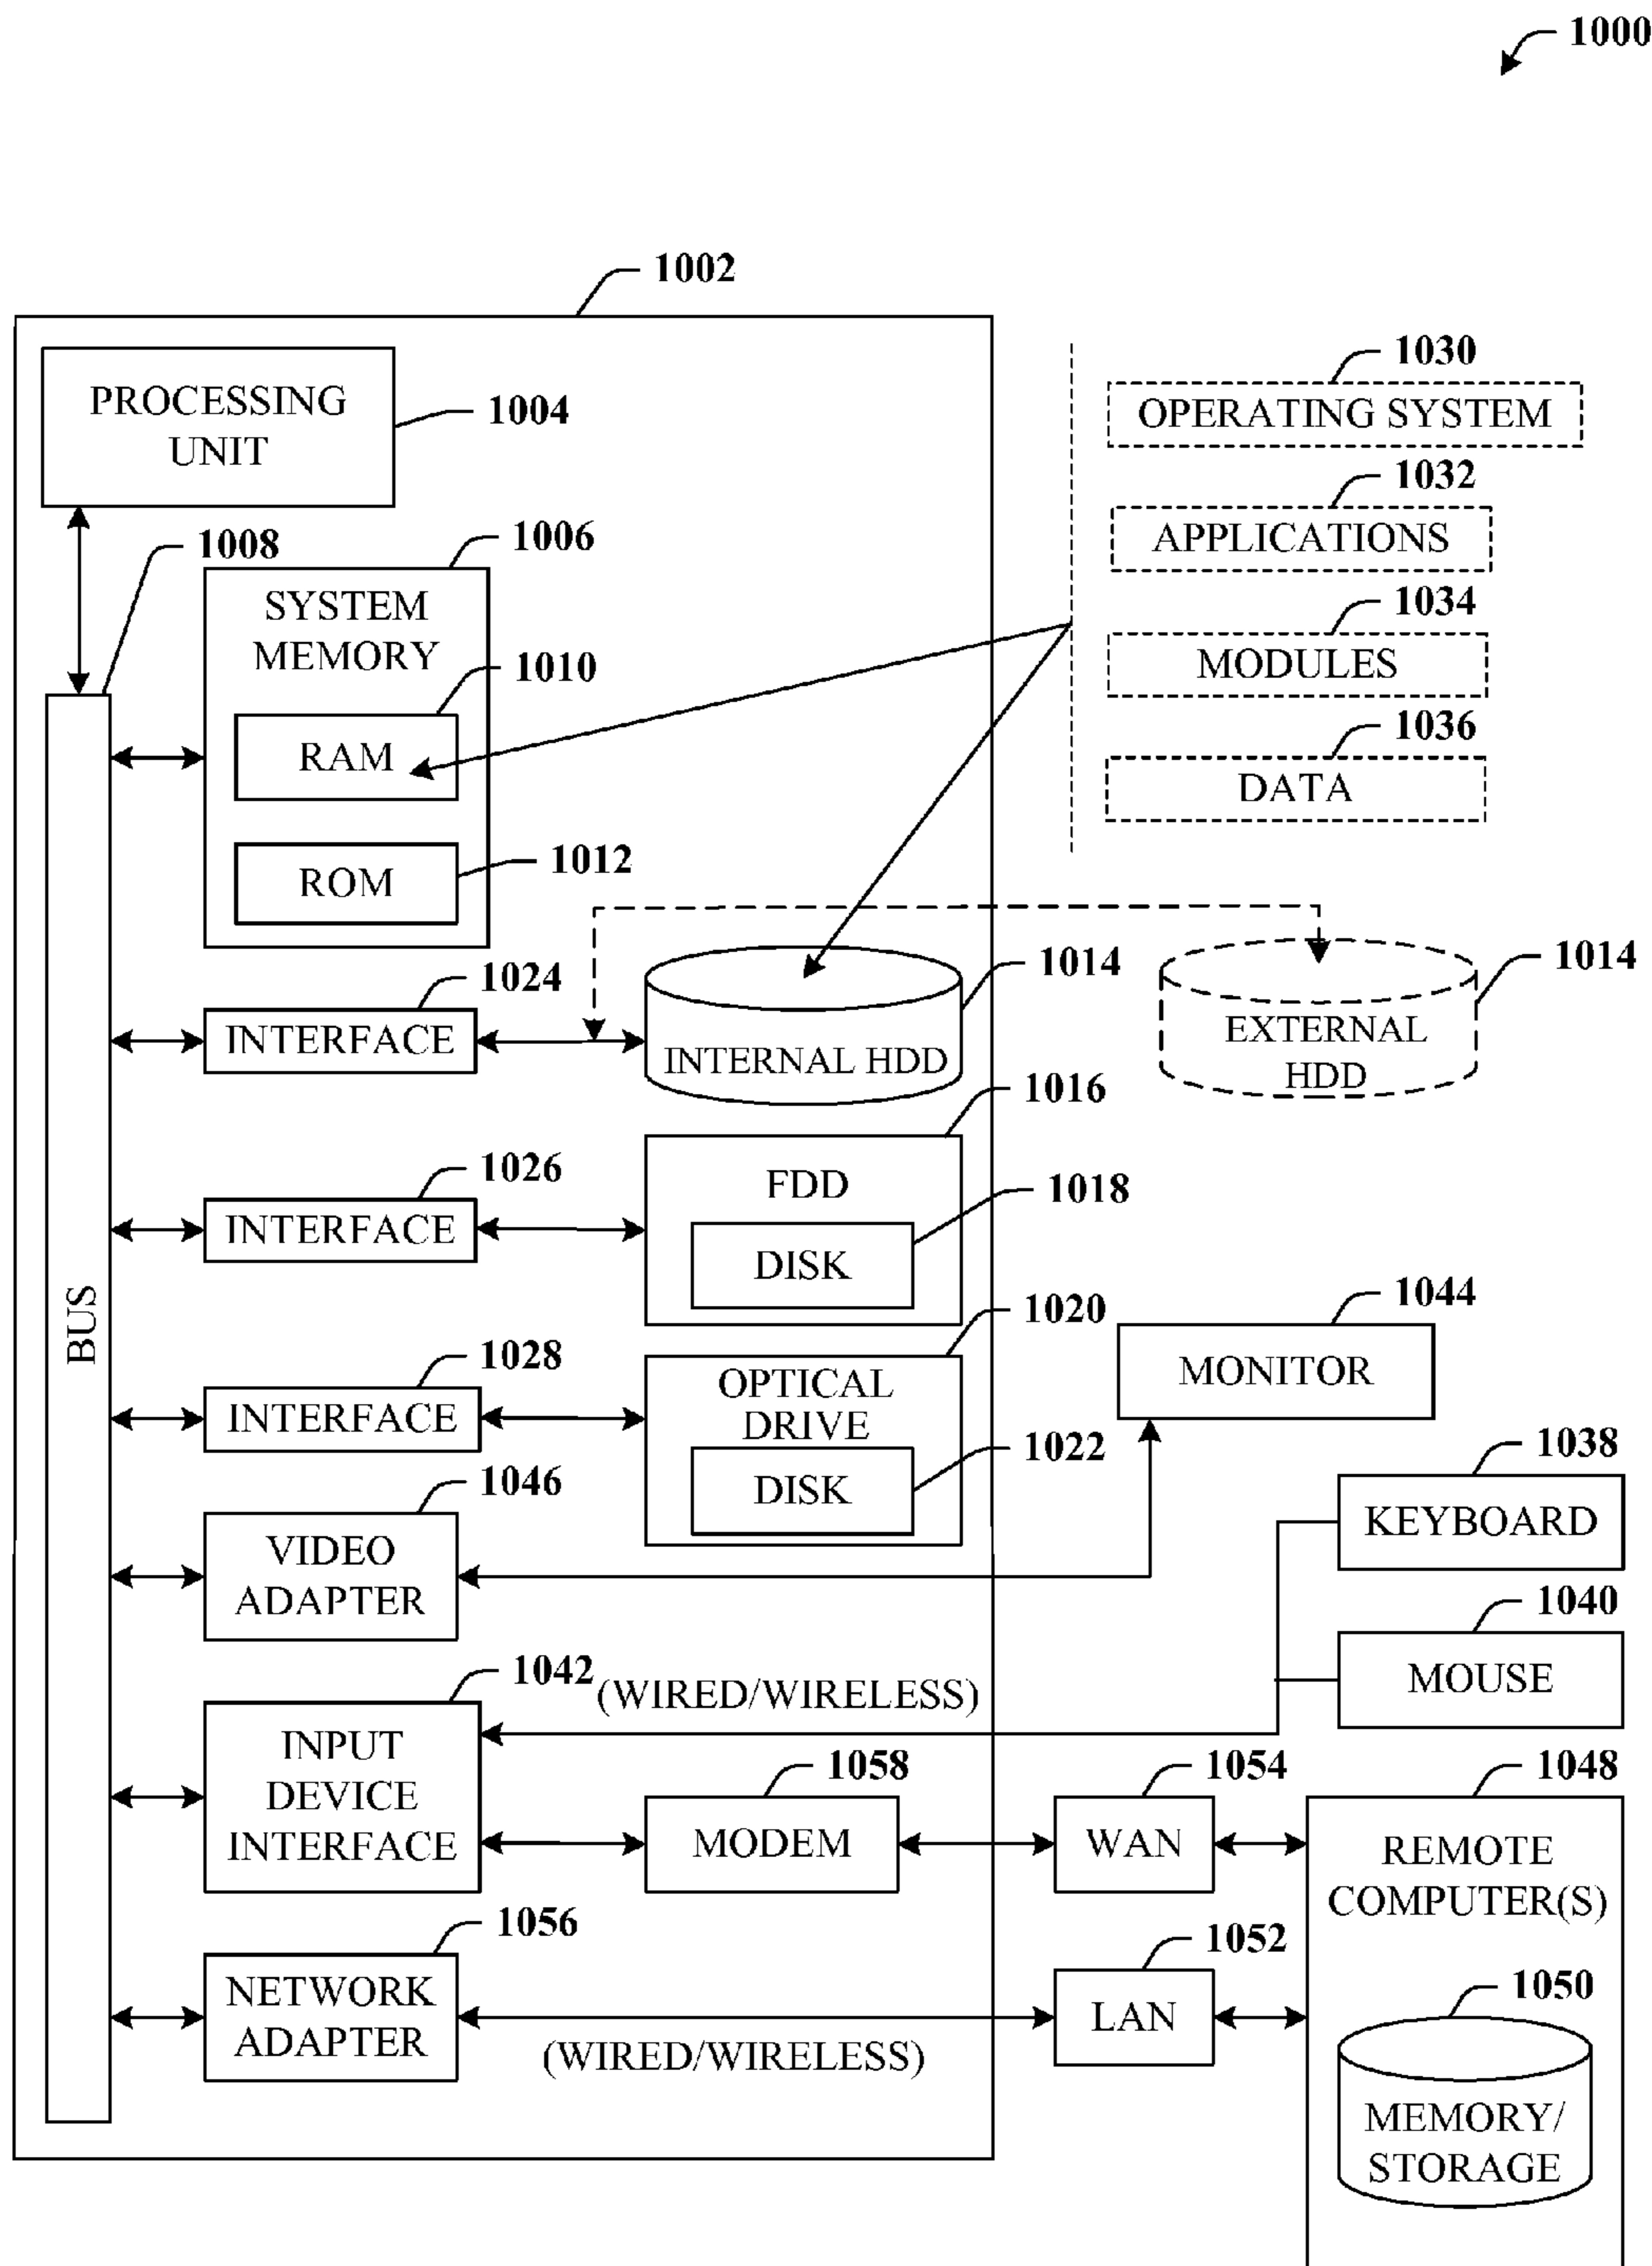 1000
1002
PROCESSING
UNIT
1004
1030
OPERATING SYSTEM
1032
APPLICATIONS
1034
MODULES
1036
DATA
1008
1006
SYSTEM
MEMORY
1010
RAM
1012
ROM
1024
INTERFACE
1014
INTERNAL HDD
1014
EXTERNAL
HDD
1016
FDD
1026
INTERFACE
1018
DISK
BUS
1020
OPTICAL
DRIVE
1028
INTERFACE
1022
DISK
1044
MONITOR
1046
VIDEO
ADAPTER
1038
KEYBOARD
1040
MOUSE
1042
(WIRED/WIRELESS)
INPUT
DEVICE
INTERFACE
1058
MODEM
1054
WAN
1048
REMOTE
COMPUTER(S)
1056
NETWORK
ADAPTER
(WIRED/WIRELESS)
1052
LAN
1050
MEMORY/
STORAGE